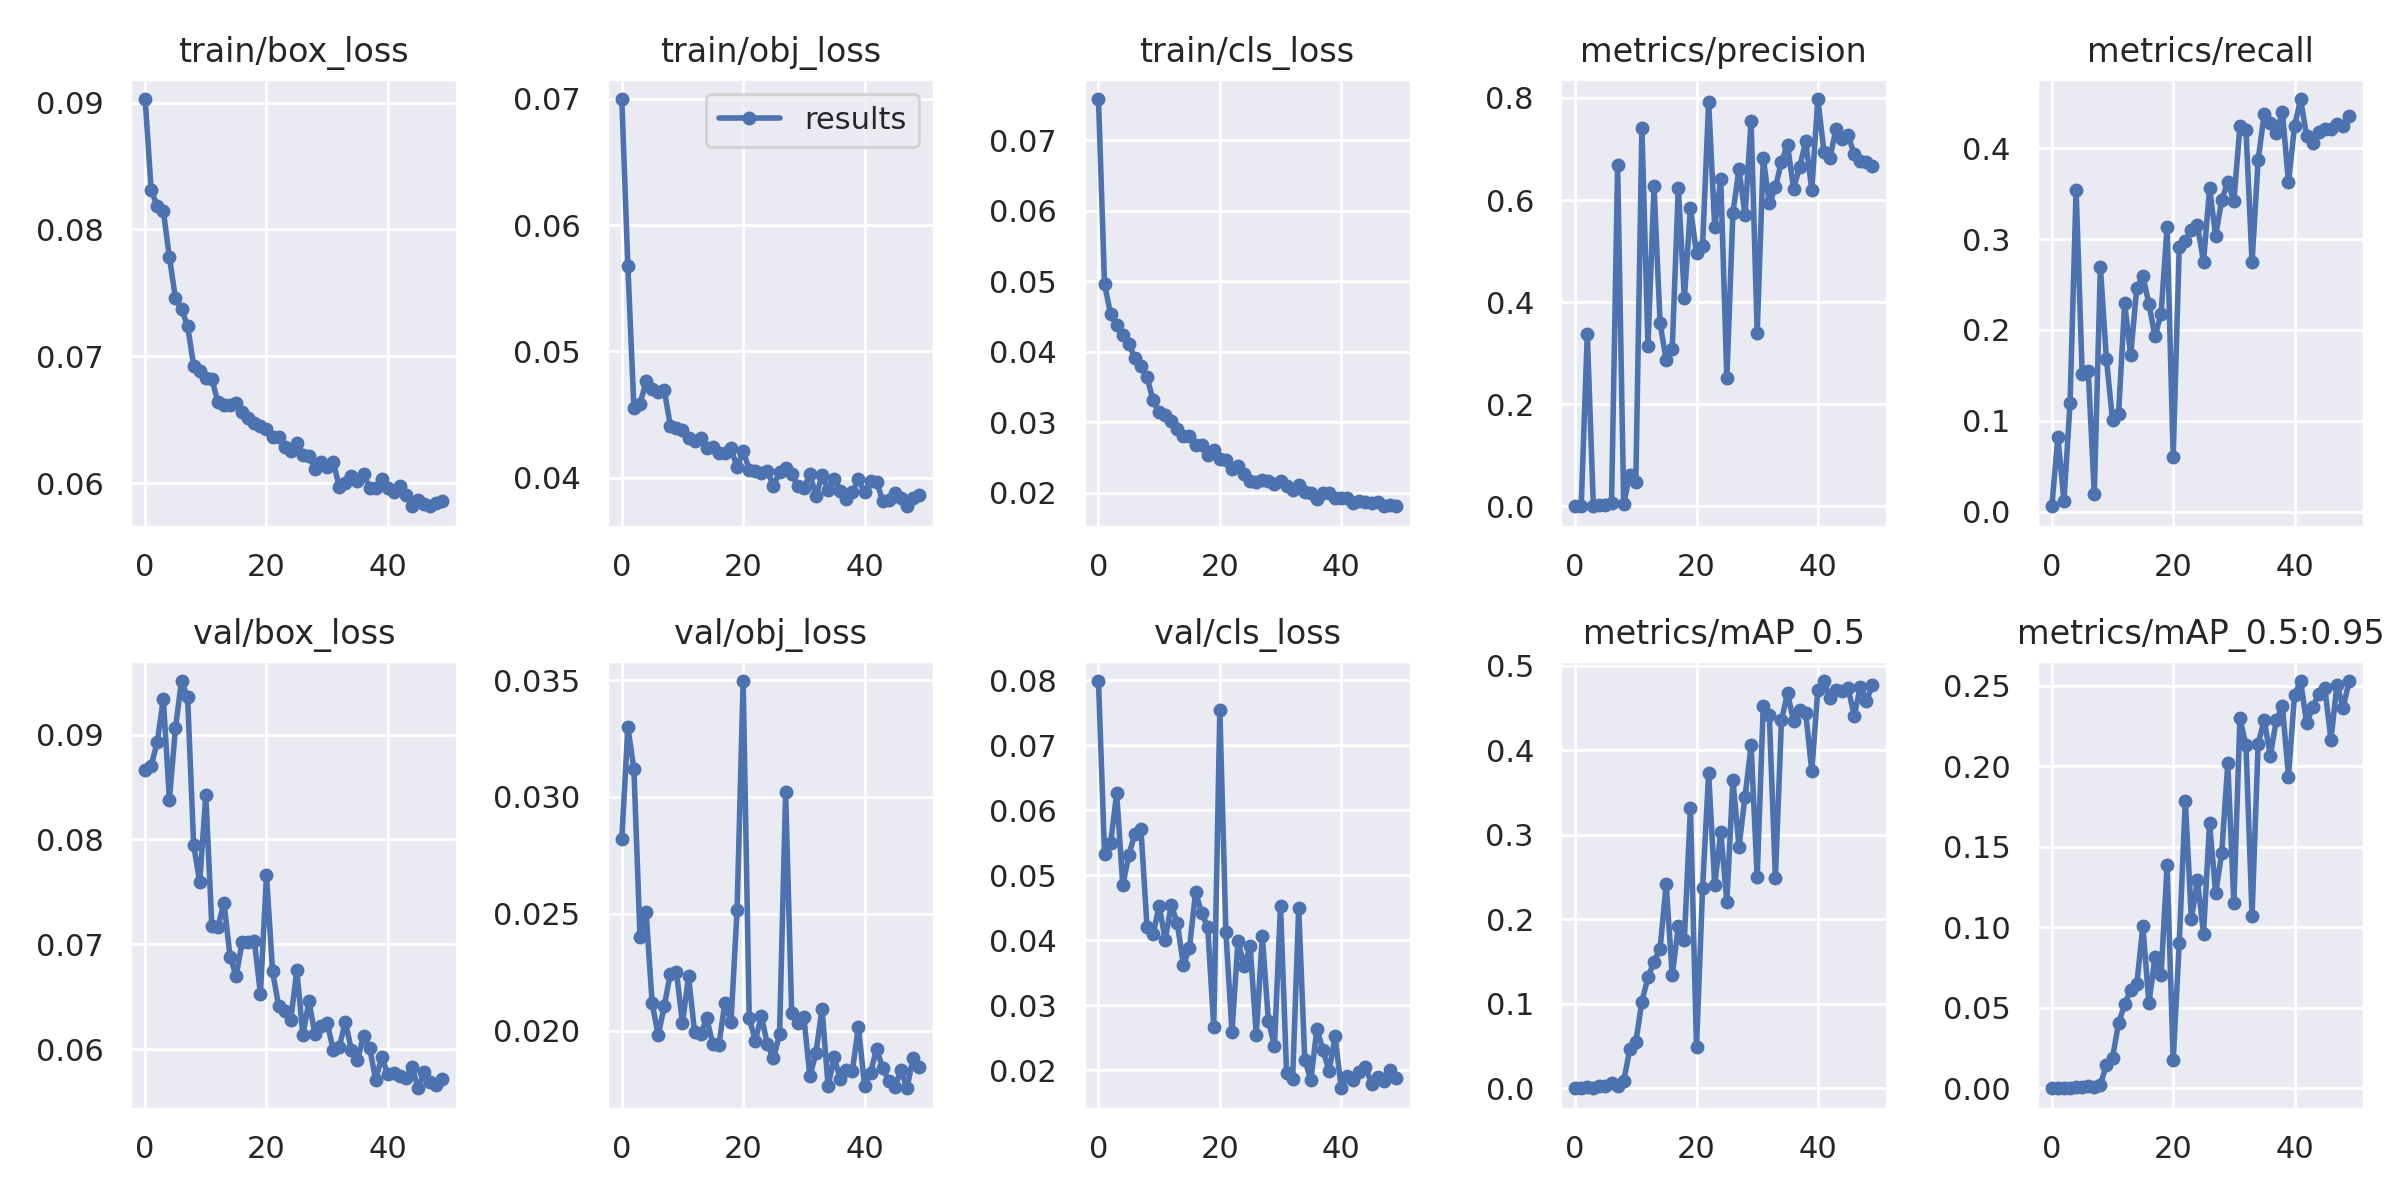 train/box_loss
0.09
0.08
0.07
0.06
0 20 40
train/obj_loss
results
0.07
0.06
0.05
0.04
0 20 40
train/cls_loss
0.07
0.06
0.05
0.04
0.03
0.02
0 20 40
metrics/precision
0.8
0.6
0.4
0.2
0.0
0 20 40
metrics/recall
0.4
0.3
0.2
0.1
0.0
0 20 40
val/box_loss
0.09
0.08
0.07
0.06
0 20 40
val/obj_loss
0.035
0.030
0.025
0.020
0 20 40
val/cls_loss
0.08
0.07
0.06
0.05
0.04
0.03
0.02
0 20 40
metrics/mAP_0.5
0.5
0.4
0.3
0.2
0.1
0.0
0 20 40
metrics/mAP_0.5:0.95
0.25
0.20
0.15
0.10
0.05
0.00
0 20 40